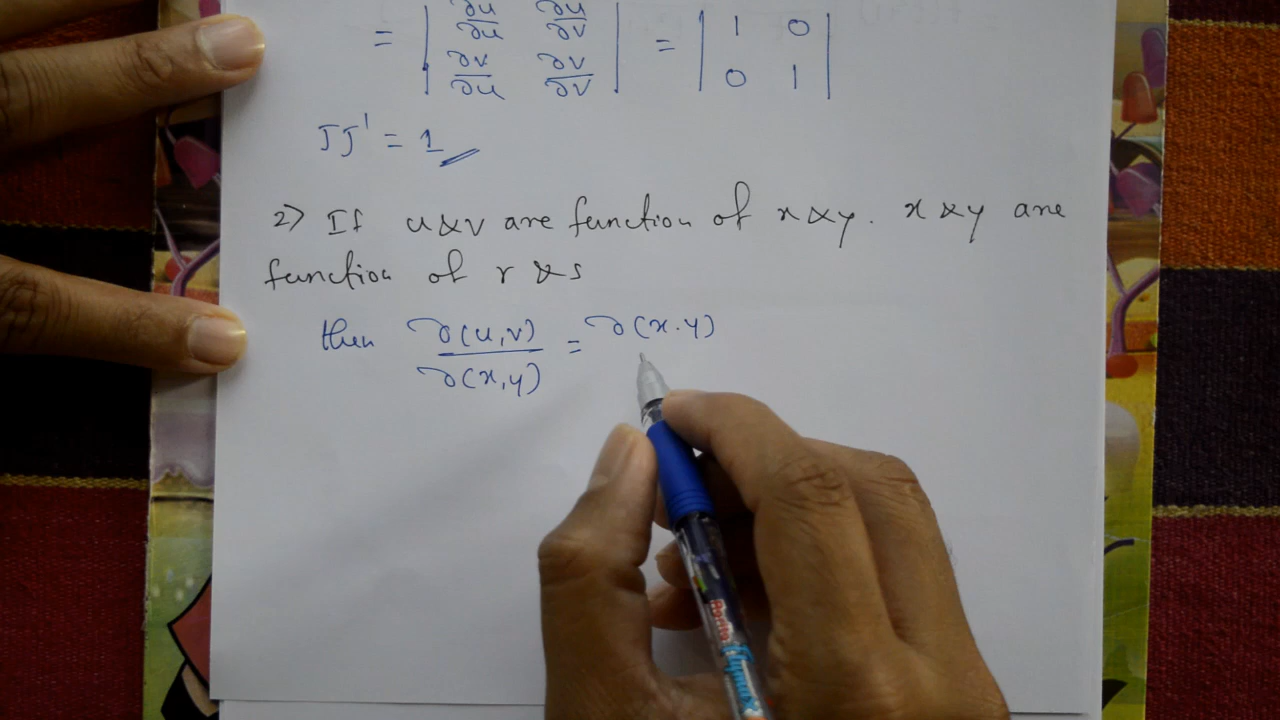 = | ∂u/∂u ∂u/∂v | = | 1 0 |
| ∂v/∂u ∂v/∂v | | 0 1 |
JJ' = 1
2) If u & v are function of x & y. x & y are
function of r & s
then ∂(u,v)/∂(x,y) = ∂(x.y)